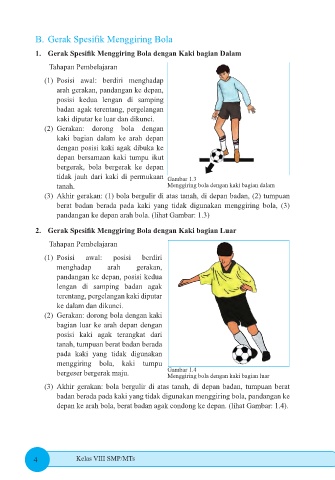 B. Gerak Spesifik Menggiring Bola
1. Gerak Spesifik Menggiring Bola dengan Kaki bagian Dalam
Tahapan Pembelajaran
(1) Posisi awal: berdiri menghadap
arah gerakan, pandangan ke depan,
posisi kedua lengan di samping
badan agak terentang, pergelangan
kaki diputar ke luar dan dikunci.
(2) Gerakan: dorong bola dengan
kaki bagian dalam ke arah depan
dengan posisi kaki agak dibuka ke
depan bersamaan kaki tumpu ikut
bergerak, bola bergerak ke depan
tidak jauh dari kaki di permukaan
tanah.
Gambar 1.3
Menggiring bola dengan kaki bagian dalam
(3) Akhir gerakan: (1) bola bergulir di atas tanah, di depan badan, (2) tumpuan
berat badan berada pada kaki yang tidak digunakan menggiring bola, (3)
pandangan ke depan arah bola. (lihat Gambar: 1.3)
2. Gerak Spesifik Menggiring Bola dengan Kaki bagian Luar
Tahapan Pembelajaran
(1) Posisi awal: posisi berdiri
menghadap arah gerakan,
pandangan ke depan, posisi kedua
lengan di samping badan agak
terentang, pergelangan kaki diputar
ke dalam dan dikunci.
(2) Gerakan: dorong bola dengan kaki
bagian luar ke arah depan dengan
posisi kaki agak terangkat dari
tanah, tumpuan berat badan berada
pada kaki yang tidak digunakan
menggiring bola, kaki tumpu
bergeser bergerak maju.
Gambar 1.4
Menggiring bola dengan kaki bagian luar
(3) Akhir gerakan: bola bergulir di atas tanah, di depan badan, tumpuan berat
badan berada pada kaki yang tidak digunakan menggiring bola, pandangan ke
depan ke arah bola, berat badan agak condong ke depan. (lihat Gambar: 1.4).
4 Kelas VIII SMP/MTs